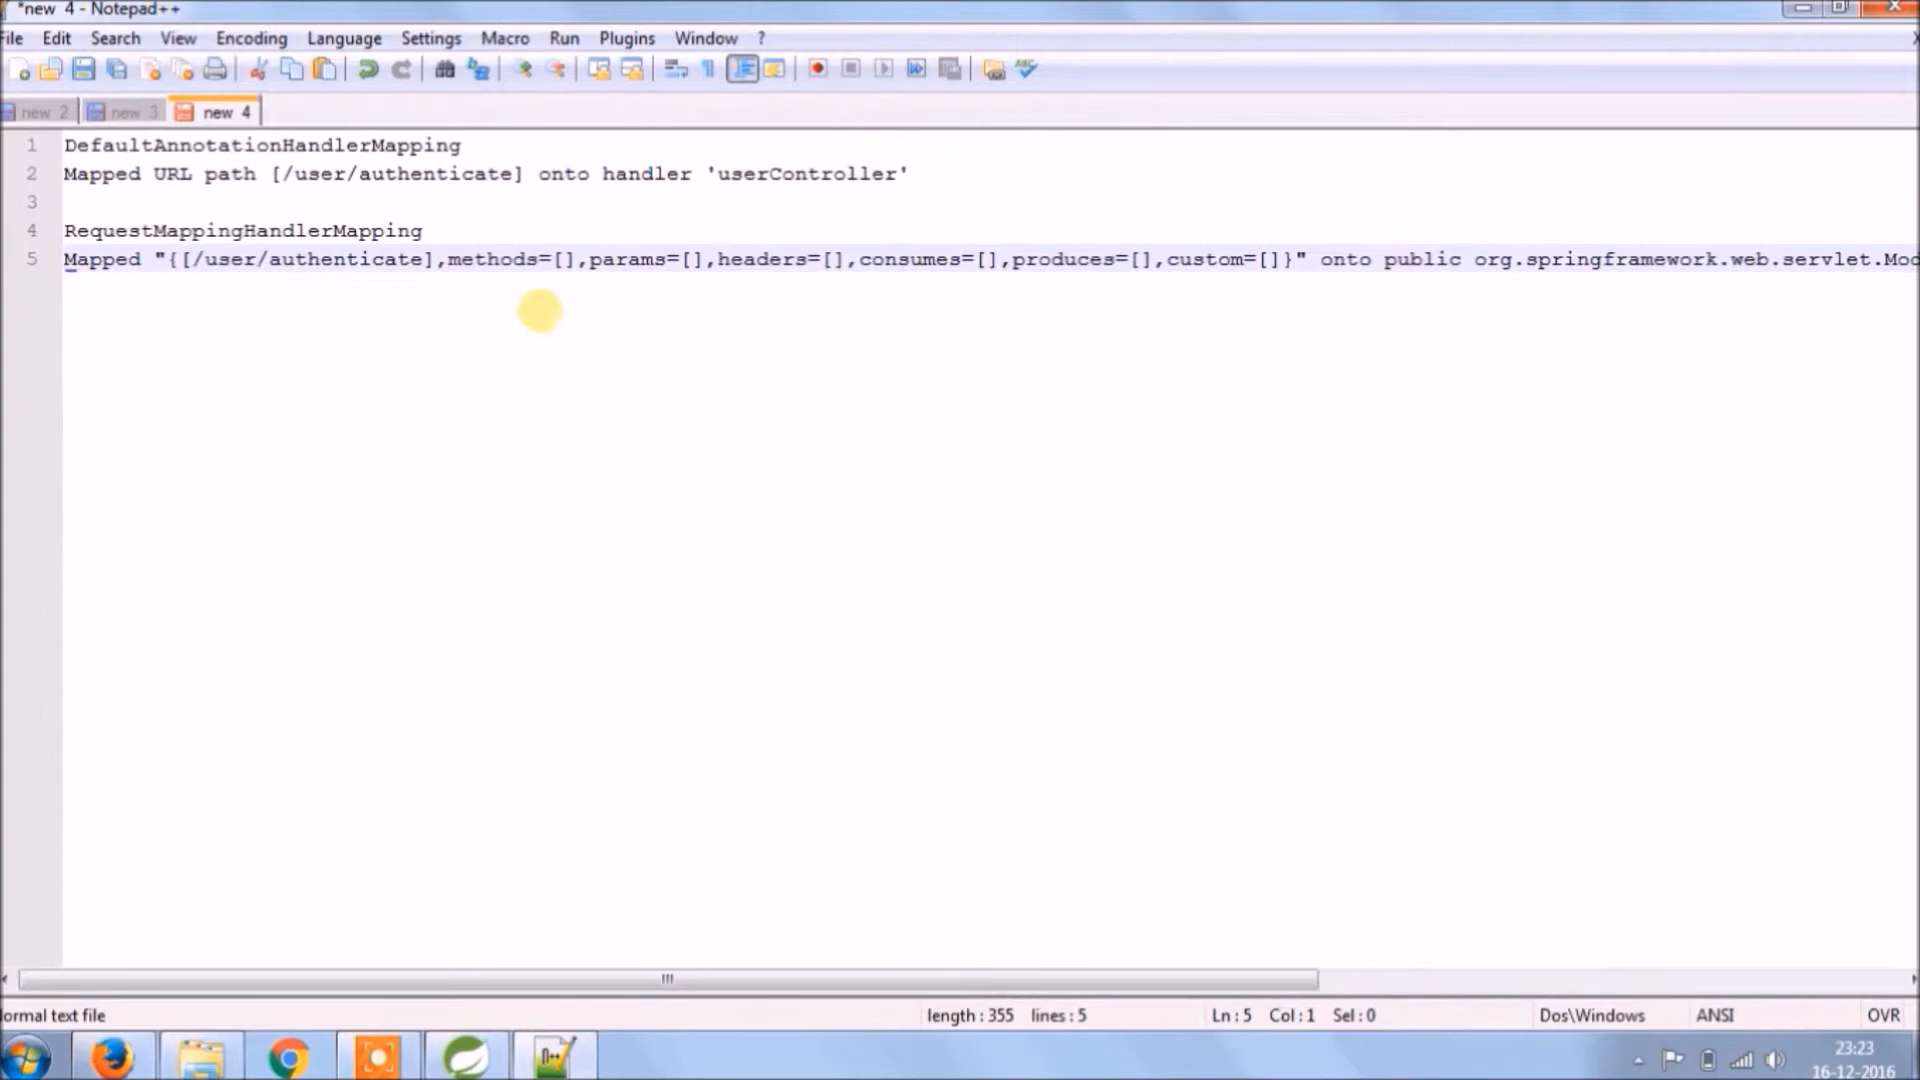 *new 4 - Notepad++
File Edit Search View Encoding Language Settings Macro Run Plugins Window ?
new 2 new 3 new 4
1 DefaultAnnotationHandlerMapping
2 Mapped URL path [/user/authenticate] onto handler 'userController'
3
4 RequestMappingHandlerMapping
5 Mapped "{[/user/authenticate],methods=[],params=[],headers=[],consumes=[],produces=[],custom=[]}" onto public org.springframework.web.servlet.Mod
ormal text file length : 355 lines : 5 Ln : 5 Col : 1 Sel : 0 Dos\Windows ANSI OVR
23:23
16-12-2016